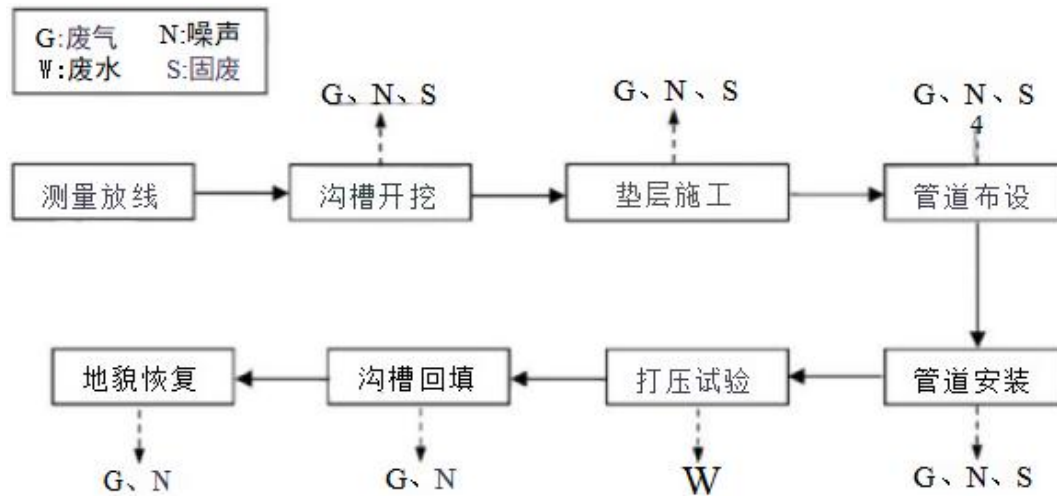 G:废气 N:噪声
W:废水 S:固废
G、N、S
G、N、S
G、N、S
4
测量放线
沟槽开挖
垫层施工
管道布设
地貌恢复
沟槽回填
打压试验
管道安装
G、N
G、N
W
G、N、S